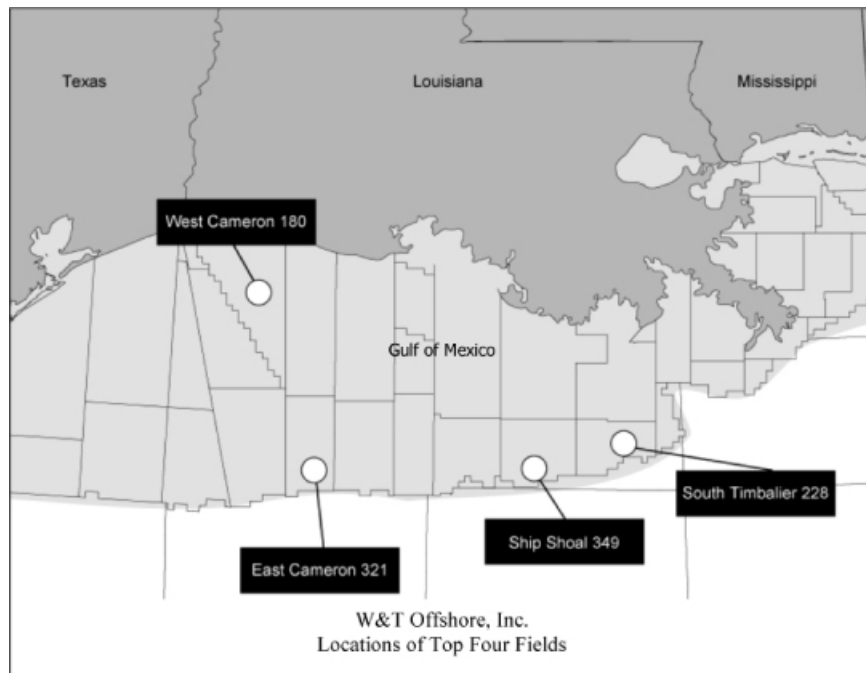 Texas
Louisiana
Mississippi
West Cameron 180
Gulf of Mexico
South Timbalier 228
Ship Shoal 349
East Cameron 321
W&T Offshore, Inc.
Locations of Top Four Fields